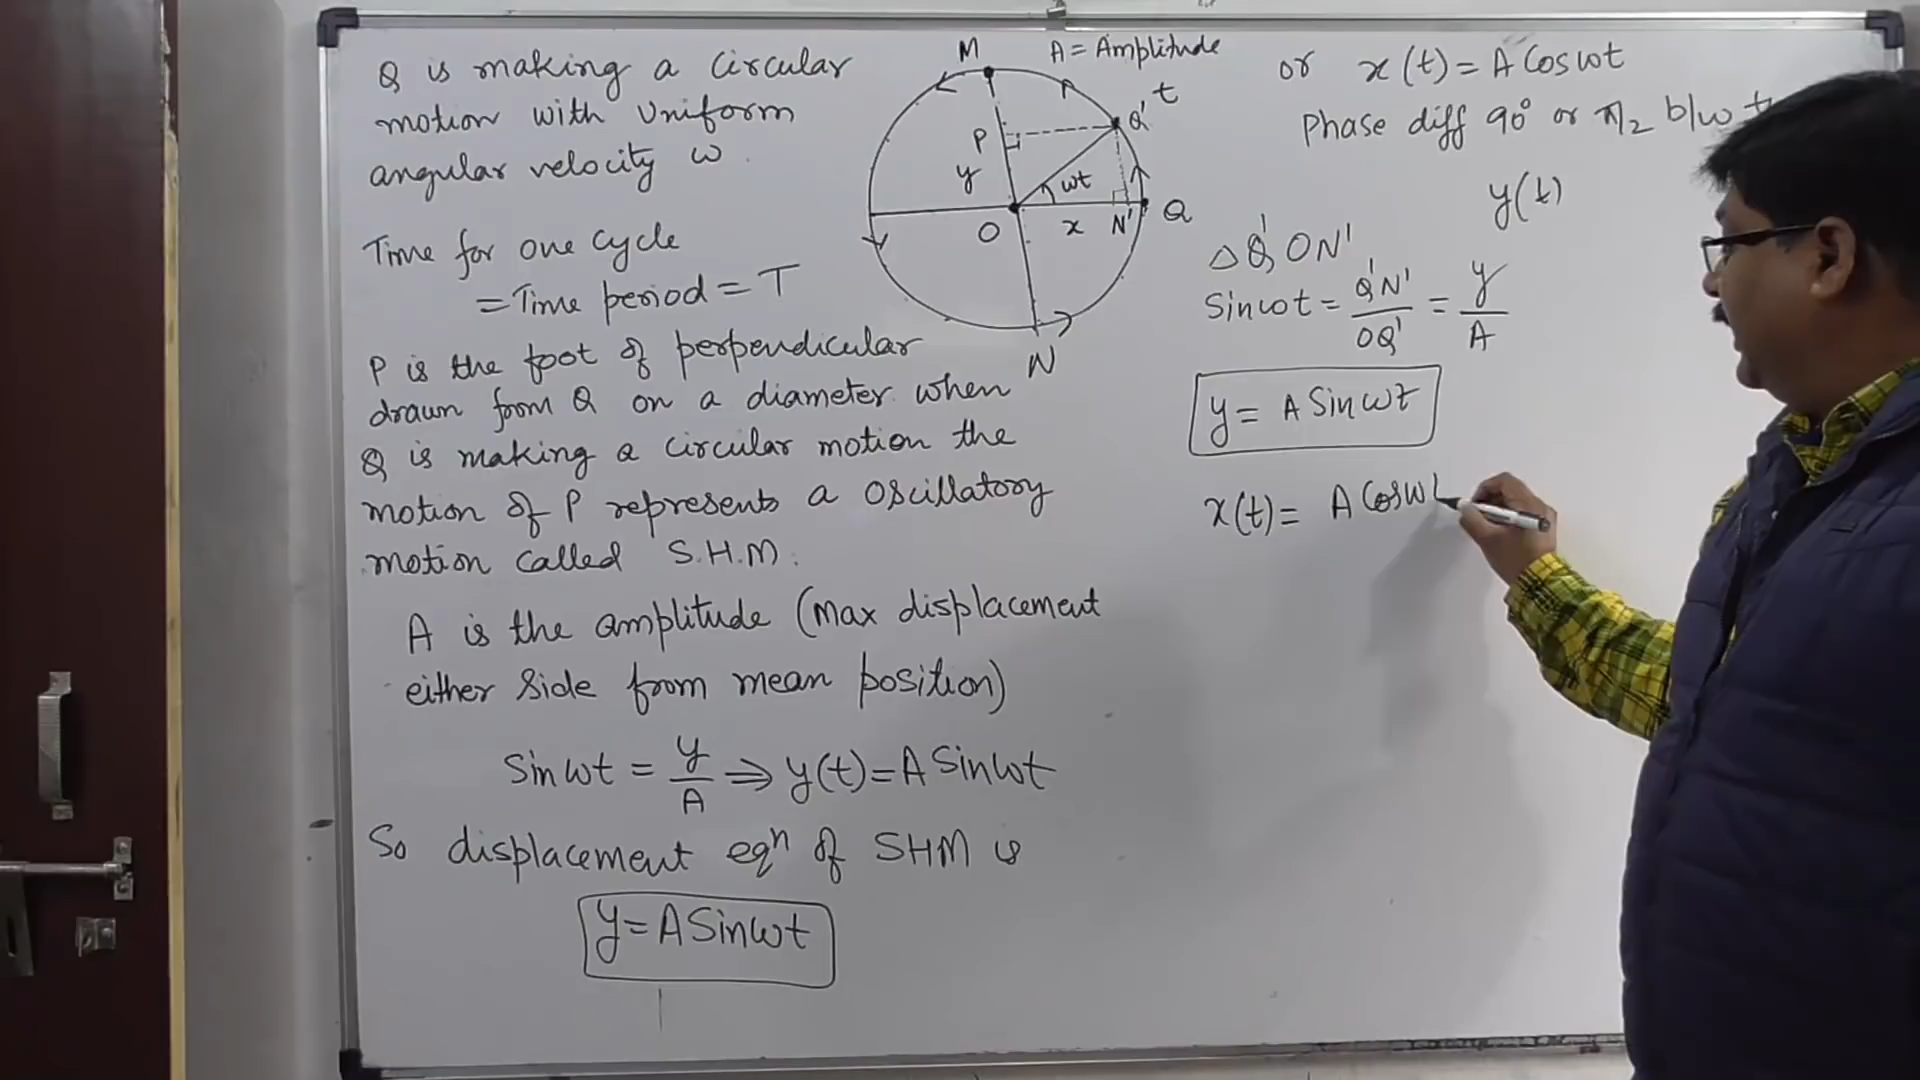 Q is making a circular
motion with uniform
angular velocity ω
Time for one cycle
= Time period = T
P is the foot of perpendicular
drawn from Q on a diameter when
Q is making a circular motion the
motion of P represents a oscillatory
motion called S.H.M.
A is the amplitude (Max displacement
either side from mean position)
Sin ωt = y/A ⇒ y(t) = A Sin ωt
So displacement eqⁿ of SHM is
y = A Sin ωt
M
A = Amplitude
t
Q'
P
y
ωt
O
x
N'
Q
N
or x(t) = A Cos ωt
Phase diff 90° or π/2 b/w
y(t)
△ Q'ON'
Sin ωt = Q'N'/OQ' = y/A
y = A Sin ωt
x(t) = A Cos ω